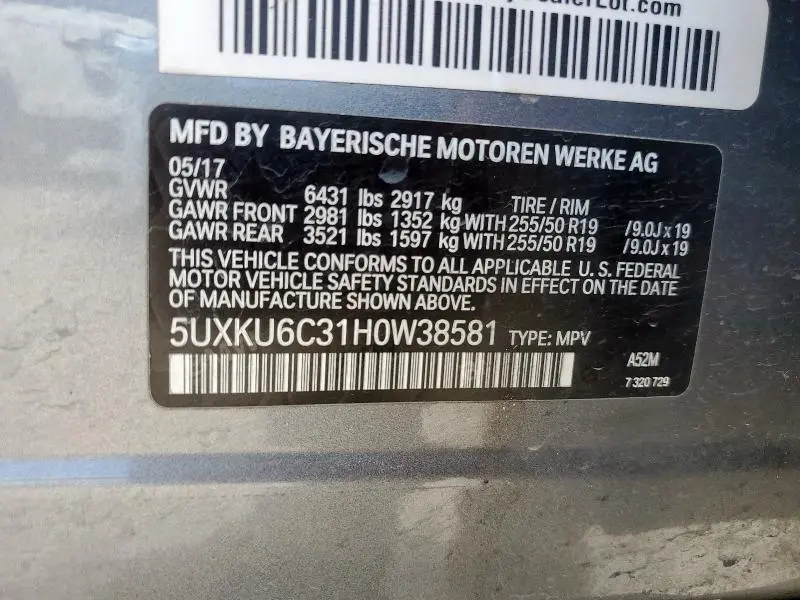 Lot.com
MFD BY BAYERISCHE MOTOREN WERKE AG
05/17
GVWR 6431 lbs 2917 kg TIRE / RIM
GAWR FRONT 2981 lbs 1352 kg WITH 255/50 R19 /9.0J x 19
GAWR REAR 3521 lbs 1597 kg WITH 255/50 R19 /9.0J x 19
THIS VEHICLE CONFORMS TO ALL APPLICABLE U. S. FEDERAL
MOTOR VEHICLE SAFETY STANDARDS IN EFFECT ON THE DATE
OF MANUFACTURE SHOWN ABOVE.
5UXKU6C31H0W38581 TYPE: MPV
A52M
7 320 729